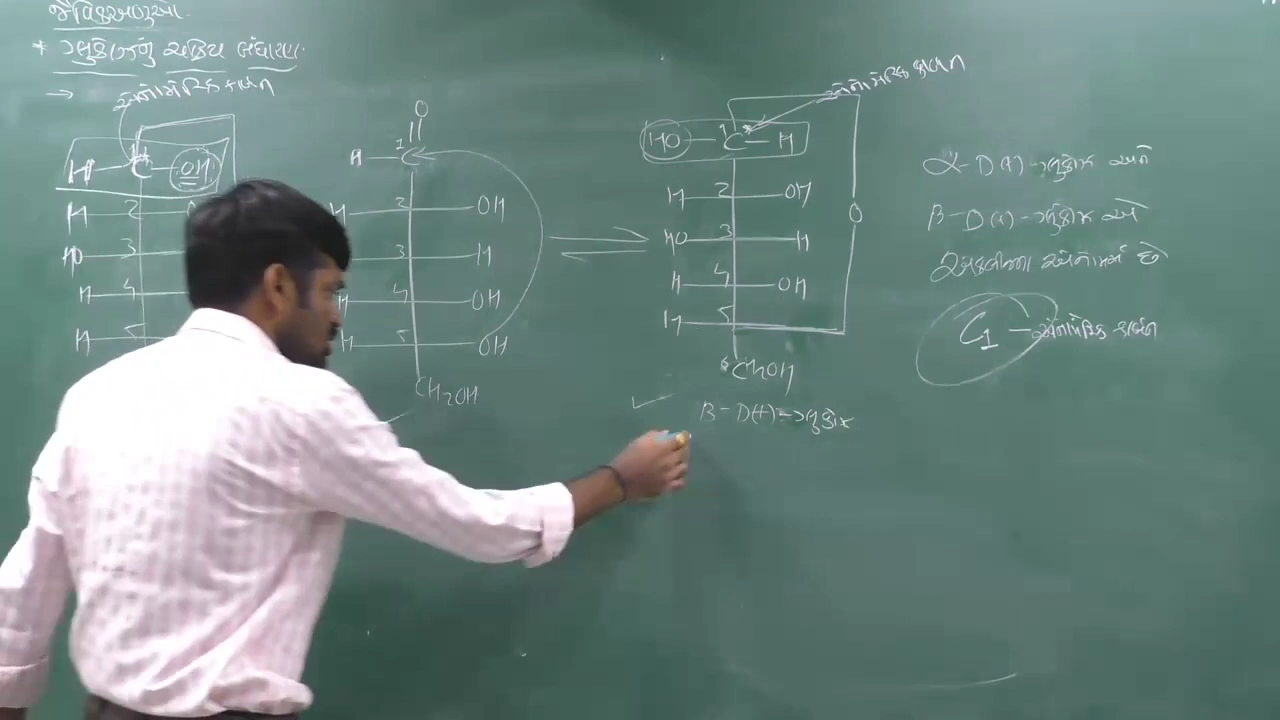 જૈવિકઅણુઓ.
* ગ્લુકોઝનું ચક્રિય બંધારણ
→ એનોમેરિક કાર્બન
H C OH
H 2
HO 3
H 4
H 5
O
H 1 C
H 2 OH
3 H
H 4 OH
H 5 OH
CH2OH
એનોમેરિક કાર્બન
HO 1 C* H
H 2 OH
HO 3 H
H 4 OH
H 5
O
6 CH2OH
B-D(+)-ગ્લુકોઝ
α-D(+)-ગ્લુકોઝ અને
B-D(+)-ગ્લુકોઝ એ
એકબીજાના એનોમર્સ છે
C1 - એનોમેરિક કાર્બન